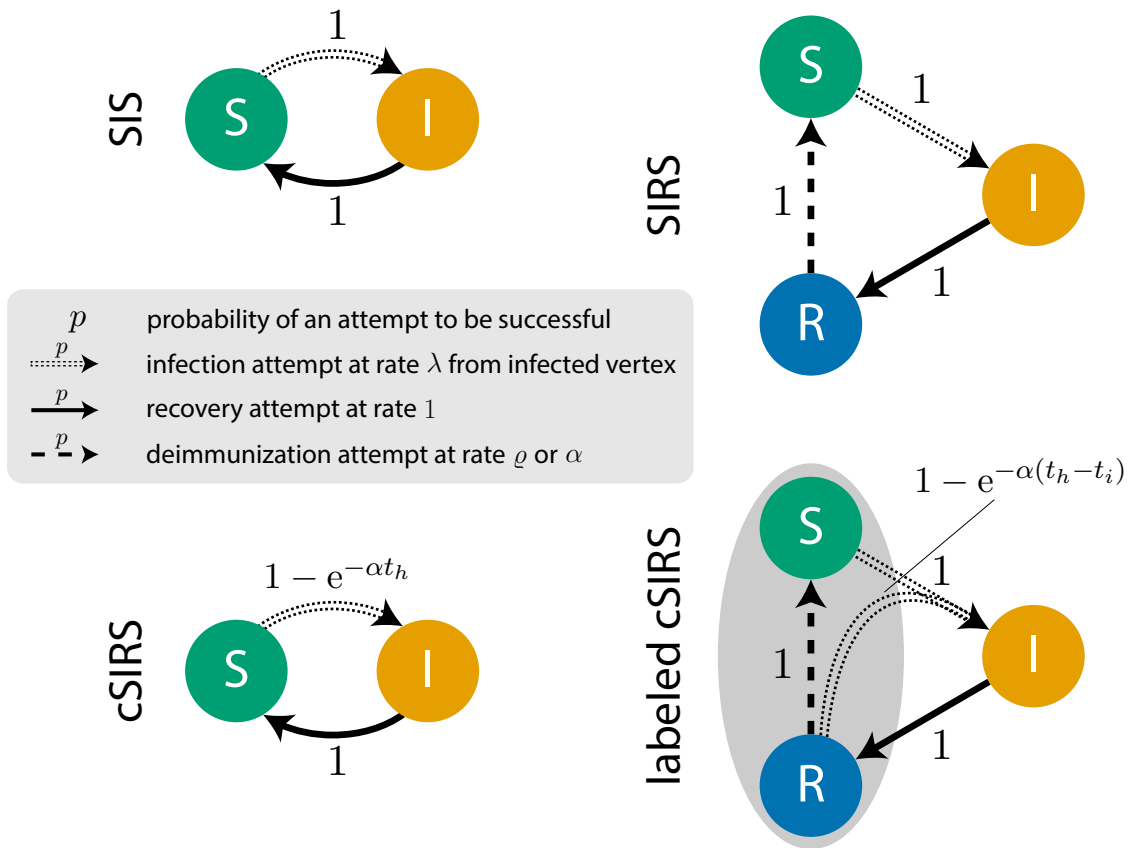 SIS
1
S
I
1
SIRS
S
1
1
I
R
1
p probability of an attempt to be successful
p infection attempt at rate λ from infected vertex
p recovery attempt at rate 1
p deimmunization attempt at rate ϱ or α
cSIRS
1 − e^{−αt_h}
S
I
1
labeled cSIRS
1 − e^{−α(t_h−t_i)}
S
1
1
I
R
1